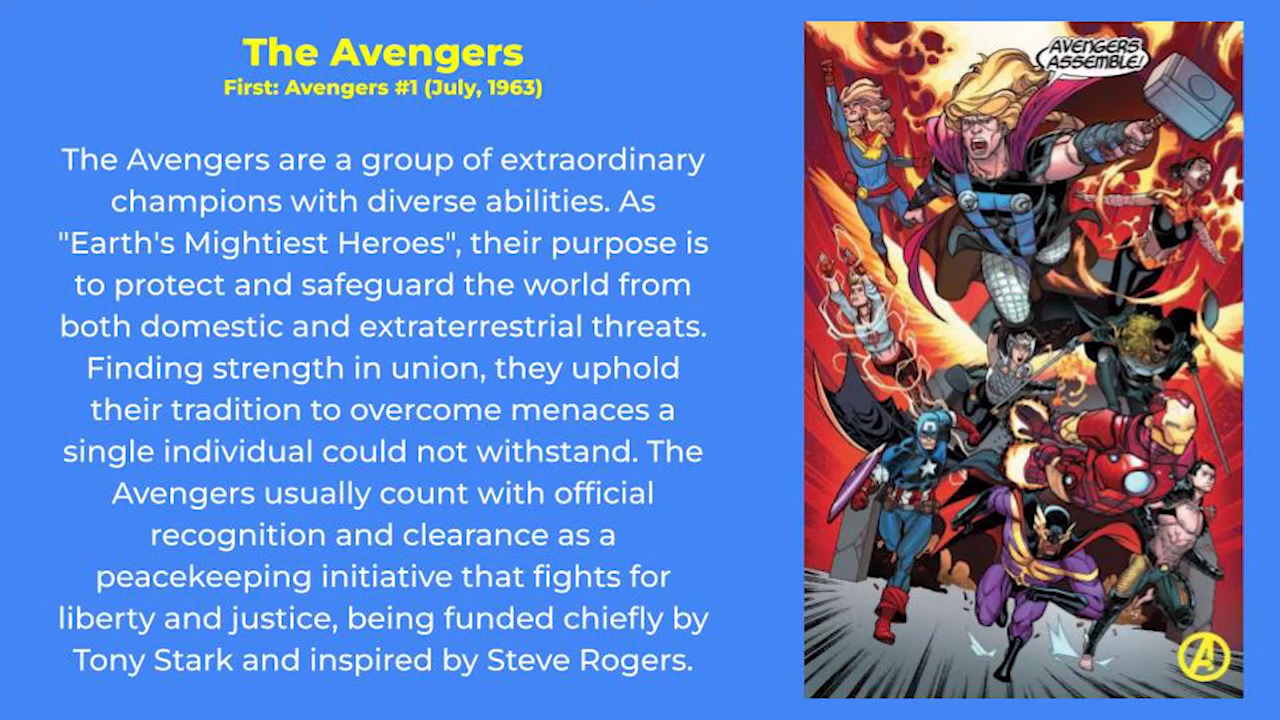 The Avengers
First: Avengers #1 (July, 1963)
The Avengers are a group of extraordinary
champions with diverse abilities. As
"Earth's Mightiest Heroes", their purpose is
to protect and safeguard the world from
both domestic and extraterrestrial threats.
Finding strength in union, they uphold
their tradition to overcome menaces a
single individual could not withstand. The
Avengers usually count with official
recognition and clearance as a
peacekeeping initiative that fights for
liberty and justice, being funded chiefly by
Tony Stark and inspired by Steve Rogers.
AVENGERS
ASSEMBLE!